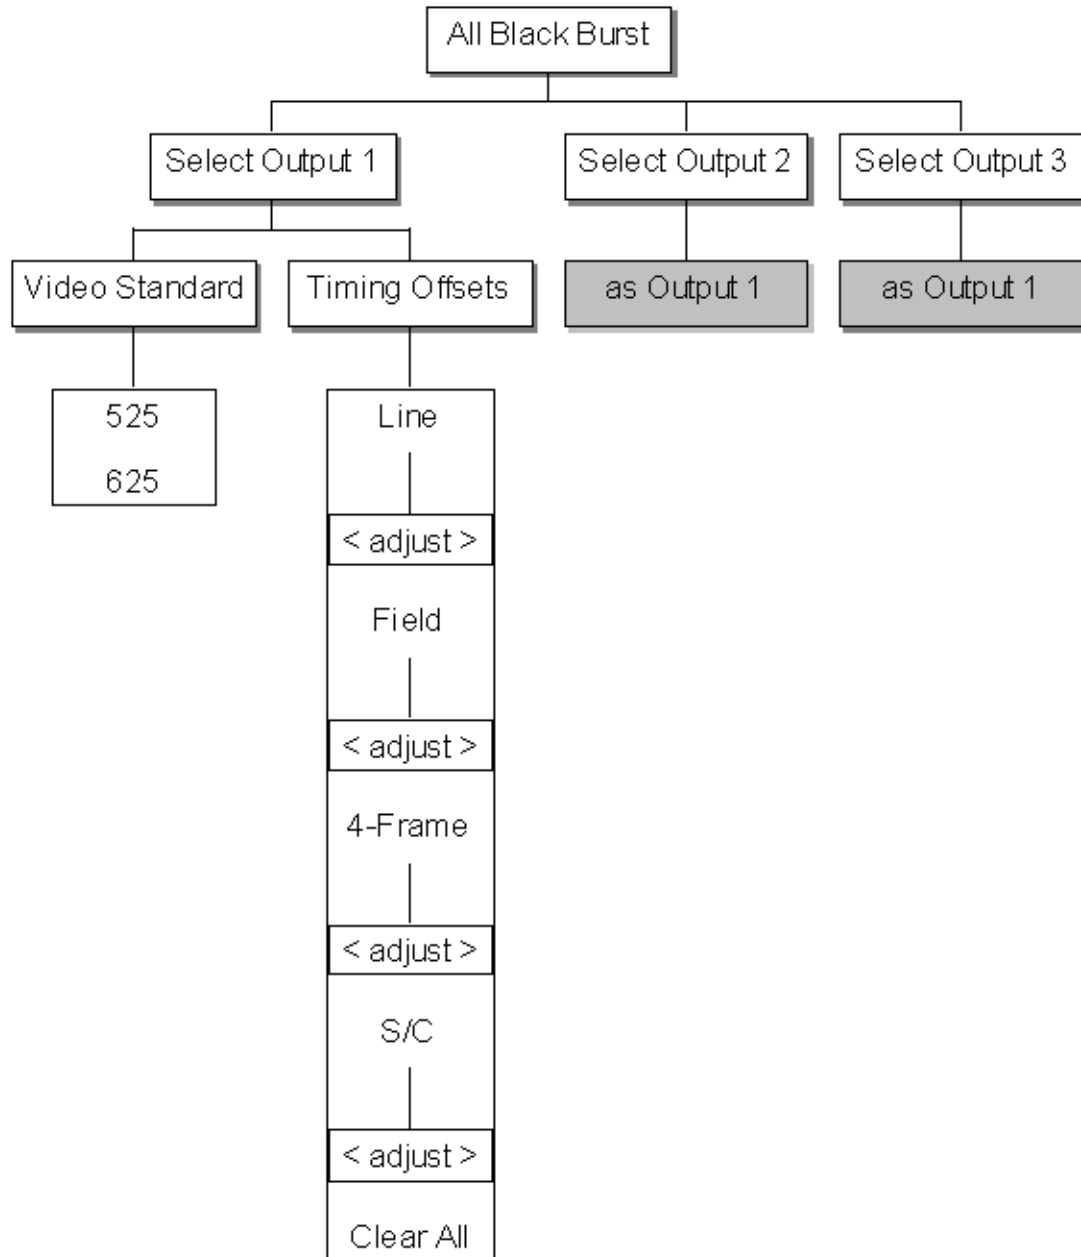 All Black Burst
Select Output 1
Select Output 2
Select Output 3
Video Standard
Timing Offsets
as Output 1
as Output 1
525
625
Line
< adjust >
Field
< adjust >
4-Frame
< adjust >
S/C
< adjust >
Clear All